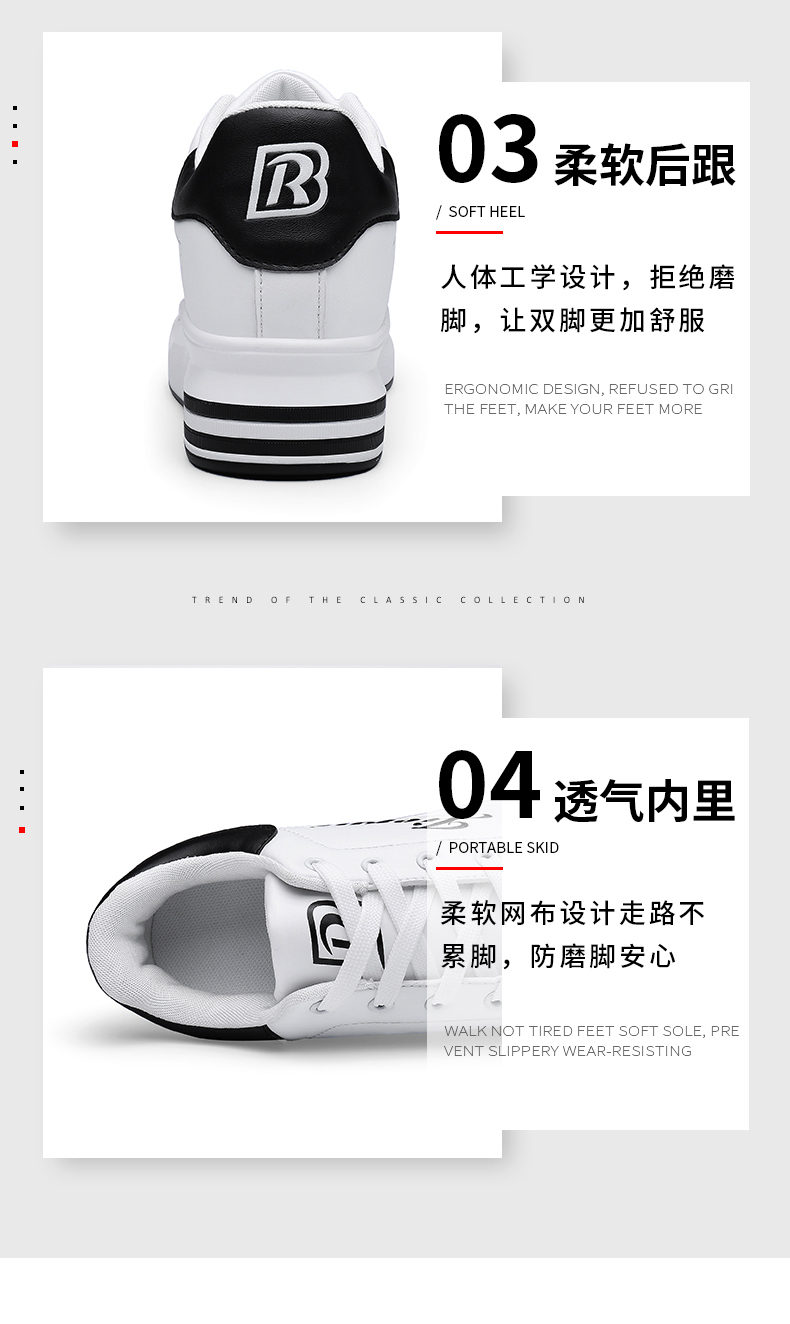 03 柔软后跟
/ SOFT HEEL
人体工学设计，拒绝磨
脚，让双脚更加舒服
ERGONOMIC DESIGN, REFUSED TO GRI
THE FEET, MAKE YOUR FEET MORE
TREND OF THE CLASSIC COLLECTION
04 透气内里
/ PORTABLE SKID
柔软网布设计走路不
累脚，防磨脚安心
WALK NOT TIRED FEET SOFT SOLE, PRE
VENT SLIPPERY WEAR-RESISTING